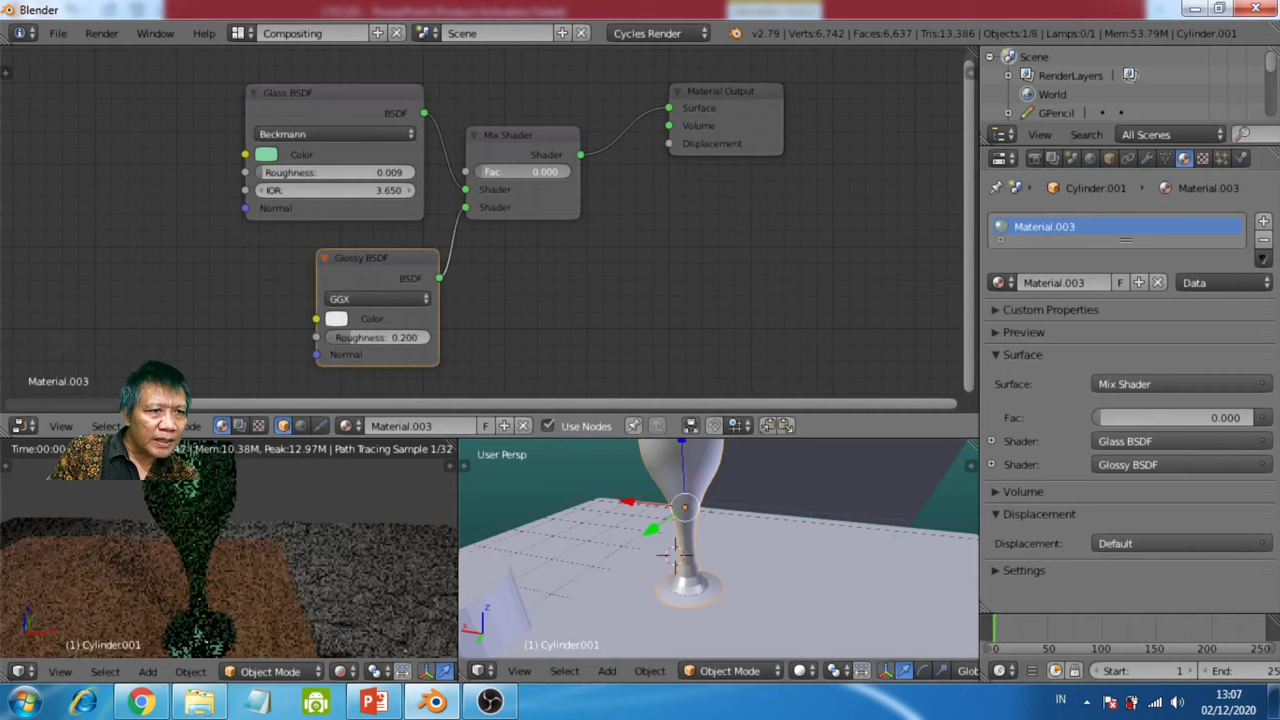 Blender
File Render Window Help Compositing Scene Cycles Render v2.79 | Verts:6,742 | Faces:6,637 | Tris:13,386 | Objects:1/8 | Lamps:0/1 | Mem:53.79M | Cylinder.001
Glass BSDF
BSDF
Beckmann
Color
Roughness: 0.009
IOR: 3.650
Normal
Mix Shader
Shader
Fac: 0.000
Shader
Shader
Material Output
Surface
Volume
Displacement
Glossy BSDF
BSDF
GGX
Color
Roughness: 0.200
Normal
Material.003
View Material.003 F Use Nodes
Scene
RenderLayers
World
GPencil
View Search All Scenes
Cylinder.001 Material.003
Material.003
Material.003 F Data
Custom Properties
Preview
Surface
Surface: Mix Shader
Fac: 0.000
Shader: Glass BSDF
Shader: Glossy BSDF
Volume
Displacement
Displacement: Default
Settings
Mem:10.38M, Peak:12.97M | Path Tracing Sample 1/32
(1) Cylinder.001
View Select Add Object Object Mode
User Persp
(1) Cylinder.001
View Select Add Object Object Mode Glob
0 50 100 150 200 250
Start: 1 End: 25
IN
13:07
02/12/2020